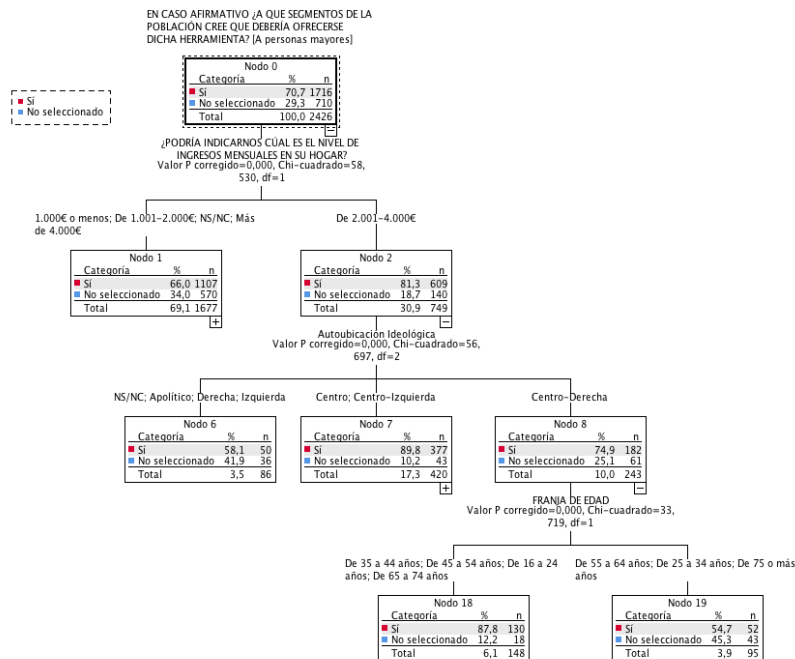 EN CASO AFIRMATIVO ¿A QUE SEGMENTOS DE LA
POBLACIÓN CREE QUE DEBERÍA OFRECERSE
DICHA HERRAMIENTA? [A personas mayores]
Sí
No seleccionado
Nodo 0
Categoría % n
Sí 70,7 1716
No seleccionado 29,3 710
Total 100,0 2426
¿PODRÍA INDICARNOS CÚAL ES EL NIVEL DE
INGRESOS MENSUALES EN SU HOGAR?
Valor P corregido=0,000, Chi-cuadrado=58,
530, df=1
1.000€ o menos; De 1.001-2.000€; NS/NC; Más
de 4.000€
De 2.001-4.000€
Nodo 1
Categoría % n
Sí 66,0 1107
No seleccionado 34,0 570
Total 69,1 1677
Nodo 2
Categoría % n
Sí 81,3 609
No seleccionado 18,7 140
Total 30,9 749
Autoubicación Ideológica
Valor P corregido=0,000, Chi-cuadrado=56,
697, df=2
NS/NC; Apolítico; Derecha; Izquierda
Centro; Centro-Izquierda
Centro-Derecha
Nodo 6
Categoría % n
Sí 58,1 50
No seleccionado 41,9 36
Total 3,5 86
Nodo 7
Categoría % n
Sí 89,8 377
No seleccionado 10,2 43
Total 17,3 420
Nodo 8
Categoría % n
Sí 74,9 182
No seleccionado 25,1 61
Total 10,0 243
FRANJA DE EDAD
Valor P corregido=0,000, Chi-cuadrado=33,
719, df=1
De 35 a 44 años; De 45 a 54 años; De 16 a 24
años; De 65 a 74 años
De 55 a 64 años; De 25 a 34 años; De 75 o más
años
Nodo 18
Categoría % n
Sí 87,8 130
No seleccionado 12,2 18
Total 6,1 148
Nodo 19
Categoría % n
Sí 54,7 52
No seleccionado 45,3 43
Total 3,9 95